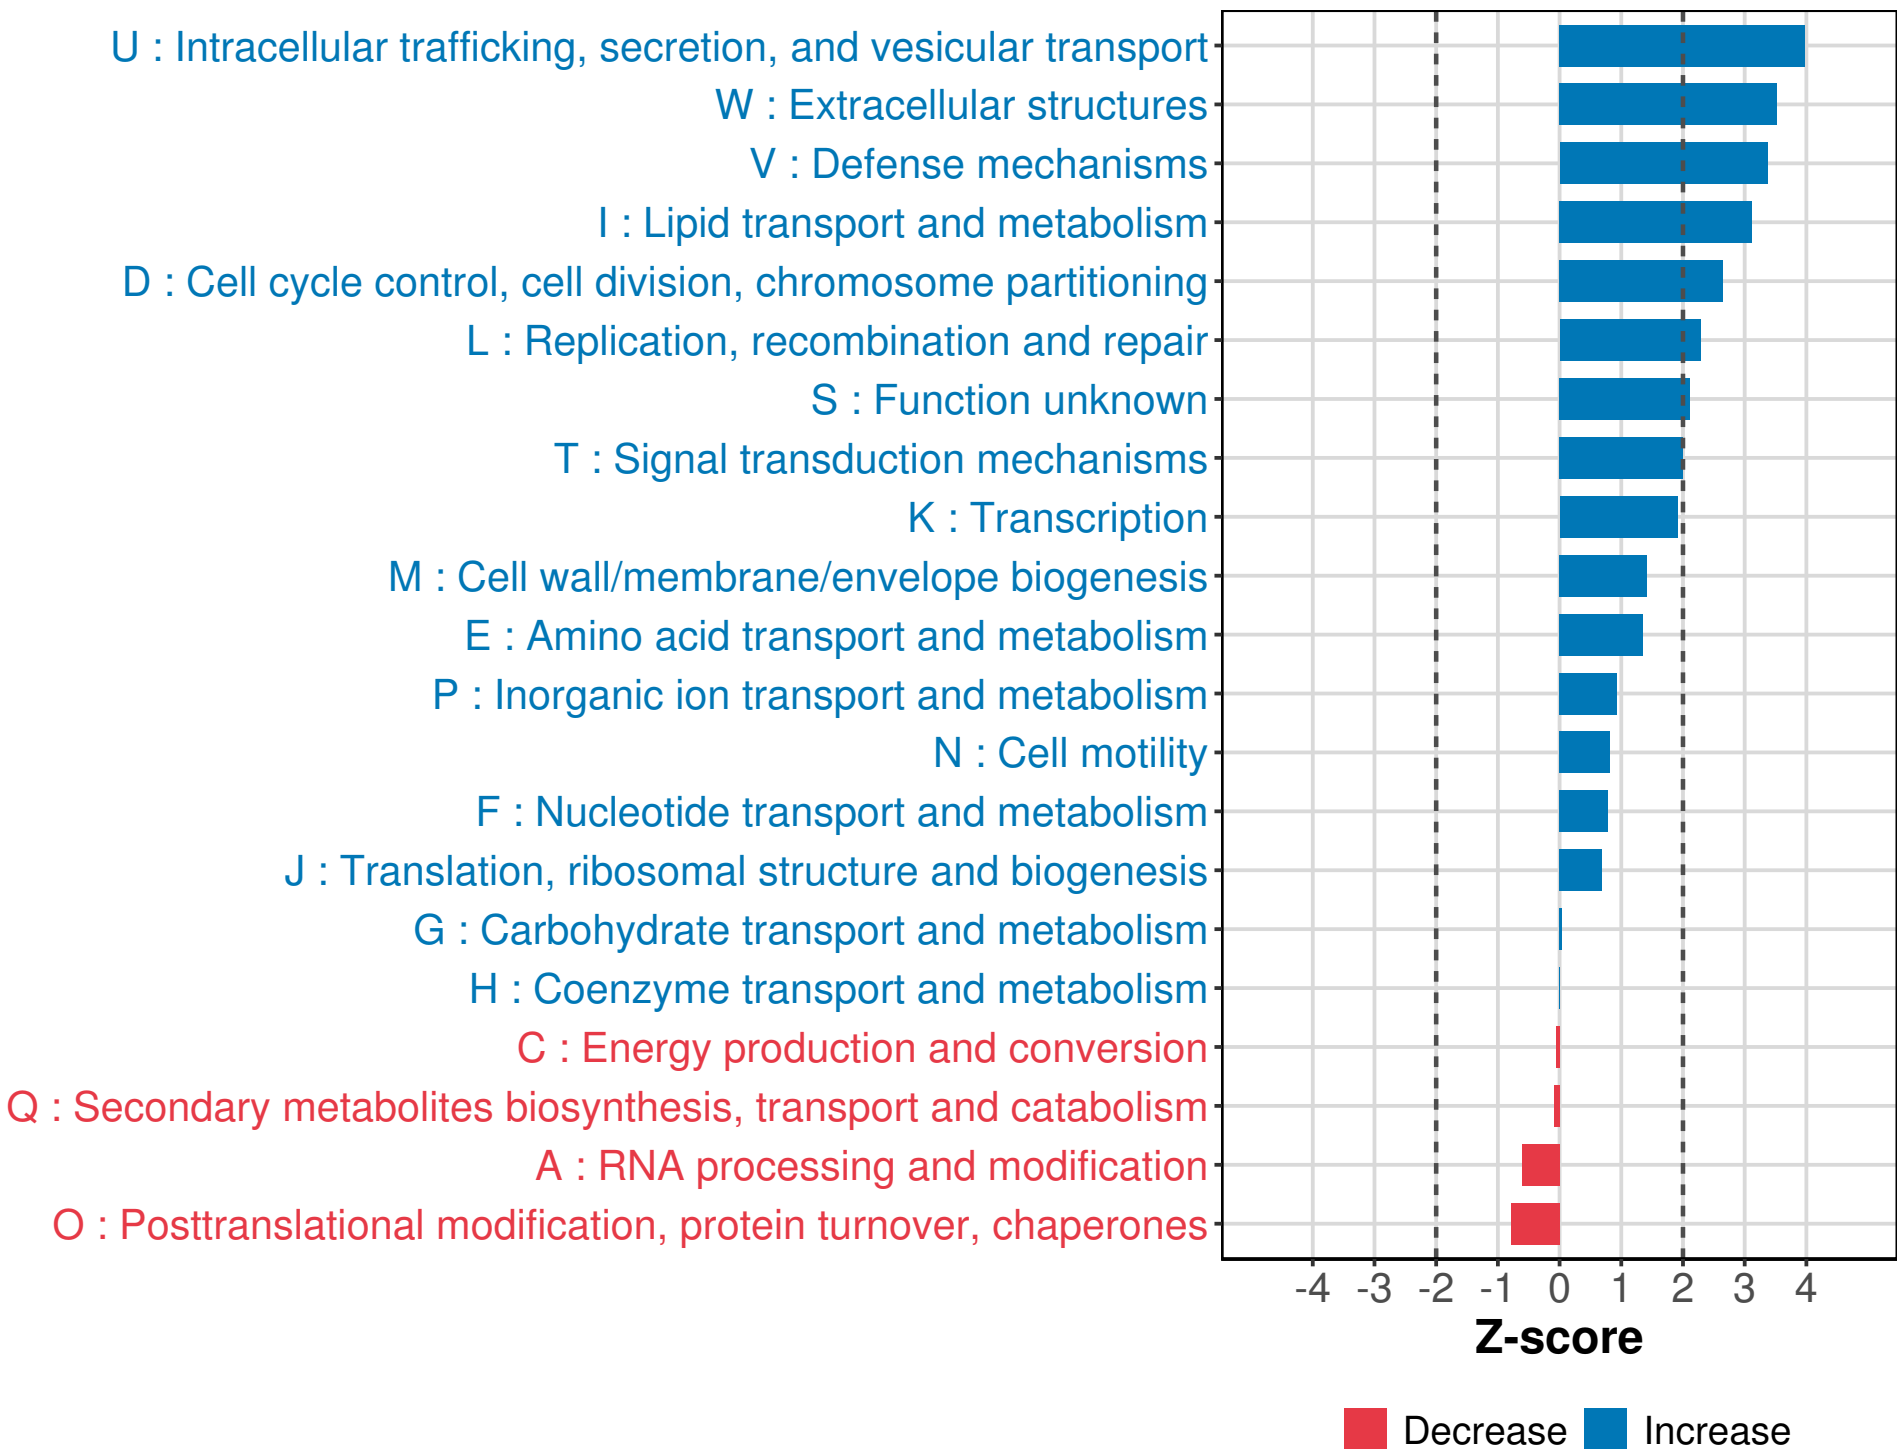 U : Intracellular trafficking, secretion, and vesicular transport
W : Extracellular structures
V : Defense mechanisms
I : Lipid transport and metabolism
D : Cell cycle control, cell division, chromosome partitioning
L : Replication, recombination and repair
S : Function unknown
T : Signal transduction mechanisms
K : Transcription
M : Cell wall/membrane/envelope biogenesis
E : Amino acid transport and metabolism
P : Inorganic ion transport and metabolism
N : Cell motility
F : Nucleotide transport and metabolism
J : Translation, ribosomal structure and biogenesis
G : Carbohydrate transport and metabolism
H : Coenzyme transport and metabolism
C : Energy production and conversion
Q : Secondary metabolites biosynthesis, transport and catabolism
A : RNA processing and modification
O : Posttranslational modification, protein turnover, chaperones
-4 -3 -2 -1 0 1 2 3 4
Z-score
Decrease Increase